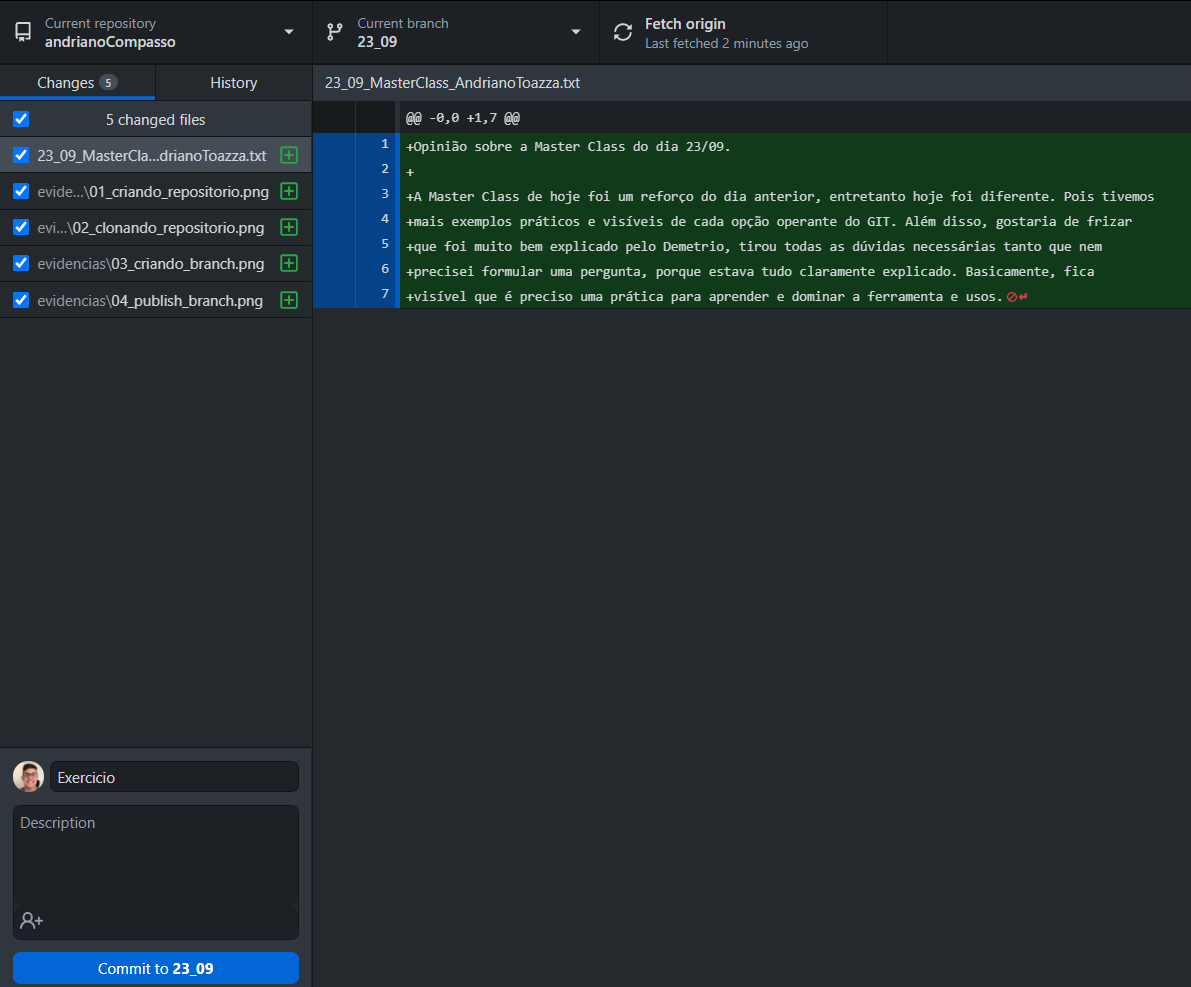 Current repository
andrianoCompasso
Current branch
23_09
Fetch origin
Last fetched 2 minutes ago
Changes 5
History
5 changed files
23_09_MasterCla...drianoToazza.txt
evide...\01_criando_repositorio.png
evi...\02_clonando_repositorio.png
evidencias\03_criando_branch.png
evidencias\04_publish_branch.png
Exercicio
Description
Commit to 23_09
23_09_MasterClass_AndrianoToazza.txt
@@ -0,0 +1,7 @@
1 +Opinião sobre a Master Class do dia 23/09.
2 +
3 +A Master Class de hoje foi um reforço do dia anterior, entretanto hoje foi diferente. Pois tivemos
4 +mais exemplos práticos e visíveis de cada opção operante do GIT. Além disso, gostaria de frizar
5 +que foi muito bem explicado pelo Demetrio, tirou todas as dúvidas necessárias tanto que nem
6 +precisei formular uma pergunta, porque estava tudo claramente explicado. Basicamente, fica
7 +visível que é preciso uma prática para aprender e dominar a ferramenta e usos.